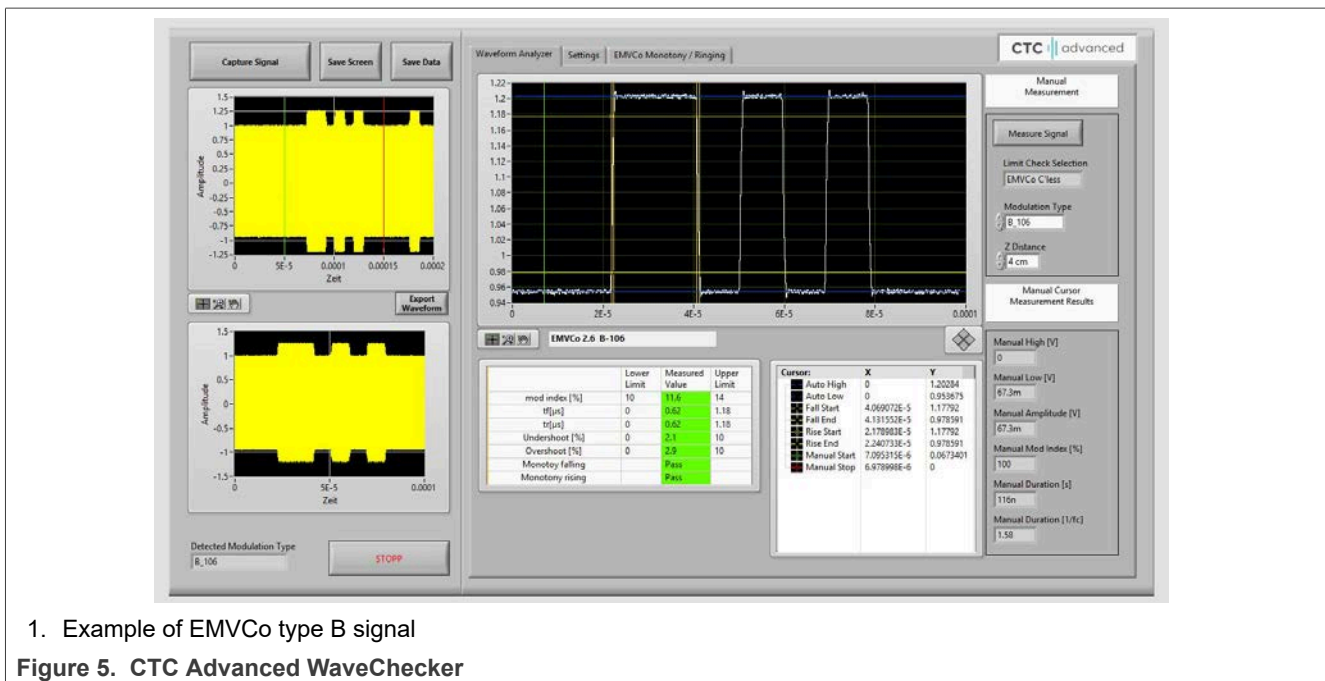 Capture Signal
Save Screen
Save Data
1.5
1.25
1
0.75
0.5
0.25
0
-0.25
-0.5
-0.75
-1
-1.25
Amplitude
0 5E-5 0.0001 0.00015 0.0002
Zeit
Export
Waveform
1.5
1
0.5
0
-0.5
-1
-1.5
Amplitude
0 5E-5 0.0001
Zeit
Detected Modulation Type
B_106
STOPP
Waveform Analyzer Settings EMVCo Monotony / Ringing
CTC advanced
1.22
1.2
1.18
1.16
1.14
1.12
1.1
1.08
1.06
1.04
1.02
1
0.98
0.96
0.94
0 2E-5 4E-5 6E-5 8E-5 0.0001
EMVCo 2.6 B-106
Lower Limit Measured Value Upper Limit
mod index [%] 10 11.6 14
tf[µs] 0 0.62 1.18
tr[µs] 0 0.62 1.18
Undershoot [%] 0 2.1 10
Overshoot [%] 0 2.9 10
Monotoy falling Pass
Monotony rising Pass
Cursor: X Y
Auto High 0 1.20284
Auto Low 0 0.953675
Fall Start 4.069072E-5 1.17792
Fall End 4.131552E-5 0.978591
Rise Start 2.178983E-5 1.17792
Rise End 2.240733E-5 0.978591
Manual Start 7.095315E-6 0.0673401
Manual Stop 6.978998E-6 0
Manual
Measurement
Measure Signal
Limit Check Selection
EMVCo C'less
Modulation Type
B_106
Z Distance
4 cm
Manual Cursor
Measurement Results
Manual High [V]
0
Manual Low [V]
67.3m
Manual Amplitude [V]
67.3m
Manual Mod Index [%]
100
Manual Duration [s]
116n
Manual Duration [1/fc]
1.58
1. Example of EMVCo type B signal
Figure 5. CTC Advanced WaveChecker